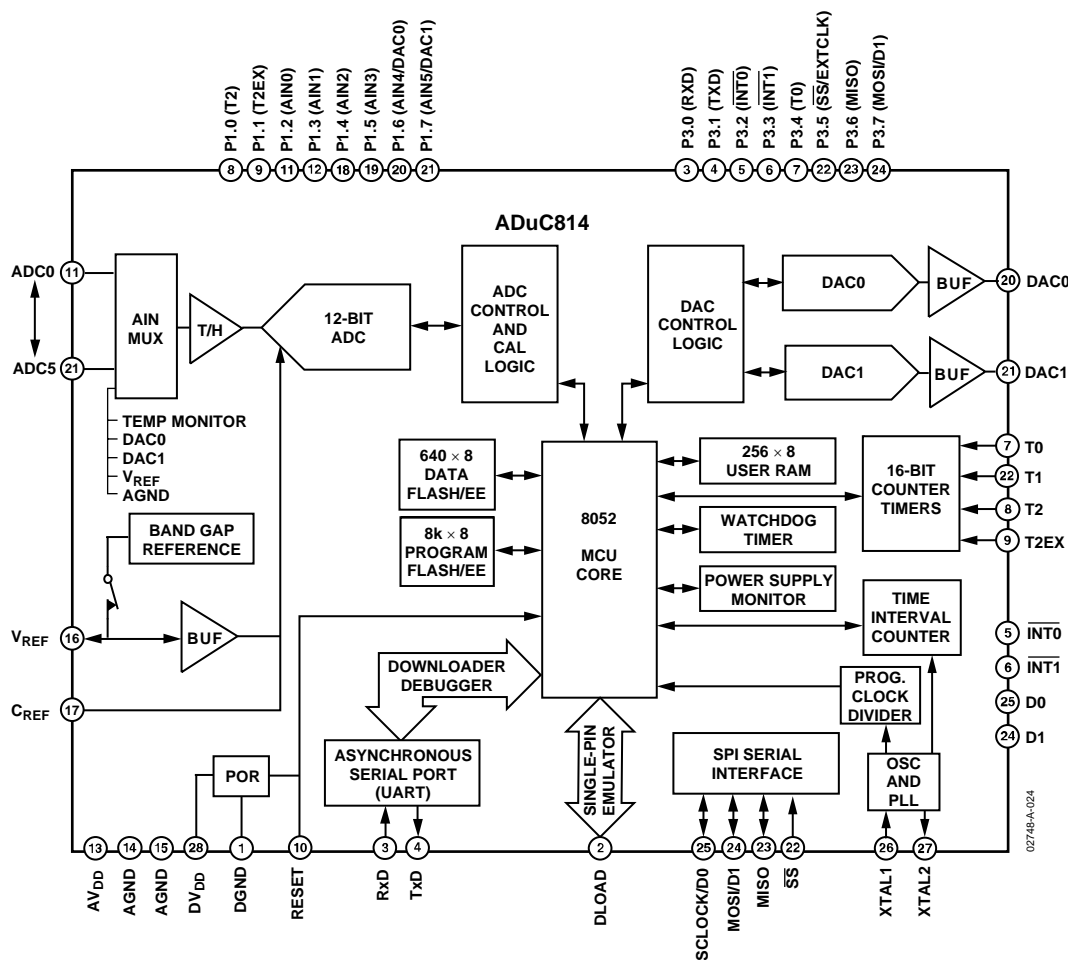 P1.0 (T2)
P1.1 (T2EX)
P1.2 (AIN0)
P1.3 (AIN1)
P1.4 (AIN2)
P1.5 (AIN3)
P1.6 (AIN4/DAC0)
P1.7 (AIN5/DAC1)
P3.0 (RXD)
P3.1 (TXD)
P3.2 (INT0)
P3.3 (INT1)
P3.4 (T0)
P3.5 (SS/EXTCLK)
P3.6 (MISO)
P3.7 (MOSI/D1)
8 9 11 12 18 19 20 21
3 4 5 6 7 22 23 24
ADuC814
ADC0 11
ADC5 21
AIN
MUX
T/H
12-BIT
ADC
ADC
CONTROL
AND
CAL
LOGIC
DAC
CONTROL
LOGIC
DAC0
BUF
20 DAC0
DAC1
BUF
21 DAC1
TEMP MONITOR
DAC0
DAC1
VREF
AGND
BAND GAP
REFERENCE
VREF 16
BUF
CREF 17
640 × 8
DATA
FLASH/EE
8k × 8
PROGRAM
FLASH/EE
8052
MCU
CORE
256 × 8
USER RAM
WATCHDOG
TIMER
POWER SUPPLY
MONITOR
16-BIT
COUNTER
TIMERS
7 T0
22 T1
8 T2
9 T2EX
TIME
INTERVAL
COUNTER
5 INT0
6 INT1
25 D0
24 D1
PROG.
CLOCK
DIVIDER
OSC
AND
PLL
DOWNLOADER
DEBUGGER
ASYNCHRONOUS
SERIAL PORT
(UART)
SINGLE-PIN
EMULATOR
SPI SERIAL
INTERFACE
POR
13 14 15 28 1 10 3 4 2 25 24 23 22 26 27
AVDD
AGND
AGND
DVDD
DGND
RESET
RxD
TxD
DLOAD
SCLOCK/D0
MOSI/D1
MISO
SS
XTAL1
XTAL2
02748-A-024